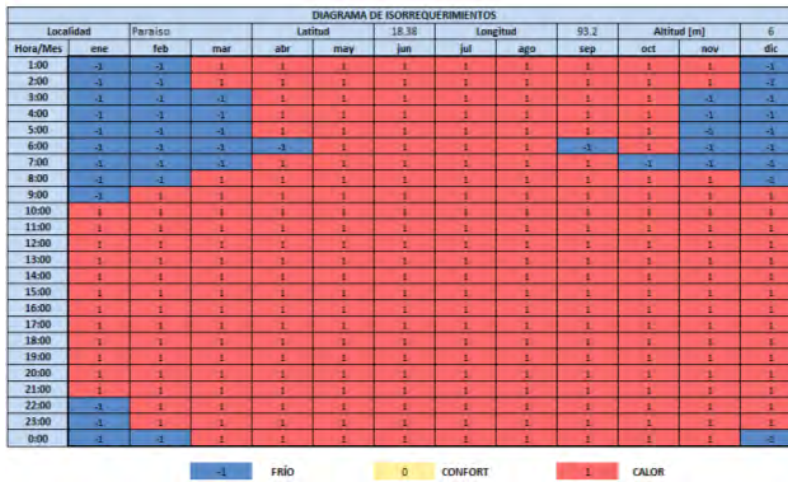 DIAGRAMA DE ISORREQUERIMIENTOS
Localidad Paraiso Latitud 18.38 Longitud 93.2 Altitud [m] 6
Hora/Mes ene feb mar abr may jun jul ago sep oct nov dic
1:00 -1 -1 1 1 1 1 1 1 1 1 1 -1
2:00 -1 -1 1 1 1 1 1 1 1 1 1 -1
3:00 -1 -1 -1 1 1 1 1 1 1 1 -1 -1
4:00 -1 -1 -1 1 1 1 1 1 1 1 -1 -1
5:00 -1 -1 -1 1 1 1 1 1 1 1 -1 -1
6:00 -1 -1 -1 -1 1 1 1 1 -1 1 -1 -1
7:00 -1 -1 -1 1 1 1 1 1 1 -1 -1 -1
8:00 -1 -1 1 1 1 1 1 1 1 1 1 -1
9:00 -1 1 1 1 1 1 1 1 1 1 1 1
10:00 1 1 1 1 1 1 1 1 1 1 1 1
11:00 1 1 1 1 1 1 1 1 1 1 1 1
12:00 1 1 1 1 1 1 1 1 1 1 1 1
13:00 1 1 1 1 1 1 1 1 1 1 1 1
14:00 1 1 1 1 1 1 1 1 1 1 1 1
15:00 1 1 1 1 1 1 1 1 1 1 1 1
16:00 1 1 1 1 1 1 1 1 1 1 1 1
17:00 1 1 1 1 1 1 1 1 1 1 1 1
18:00 1 1 1 1 1 1 1 1 1 1 1 1
19:00 1 1 1 1 1 1 1 1 1 1 1 1
20:00 1 1 1 1 1 1 1 1 1 1 1 1
21:00 1 1 1 1 1 1 1 1 1 1 1 1
22:00 -1 1 1 1 1 1 1 1 1 1 1 1
23:00 -1 1 1 1 1 1 1 1 1 1 1 1
0:00 -1 -1 1 1 1 1 1 1 1 1 1 -1
-1 FRÍO 0 CONFORT 1 CALOR